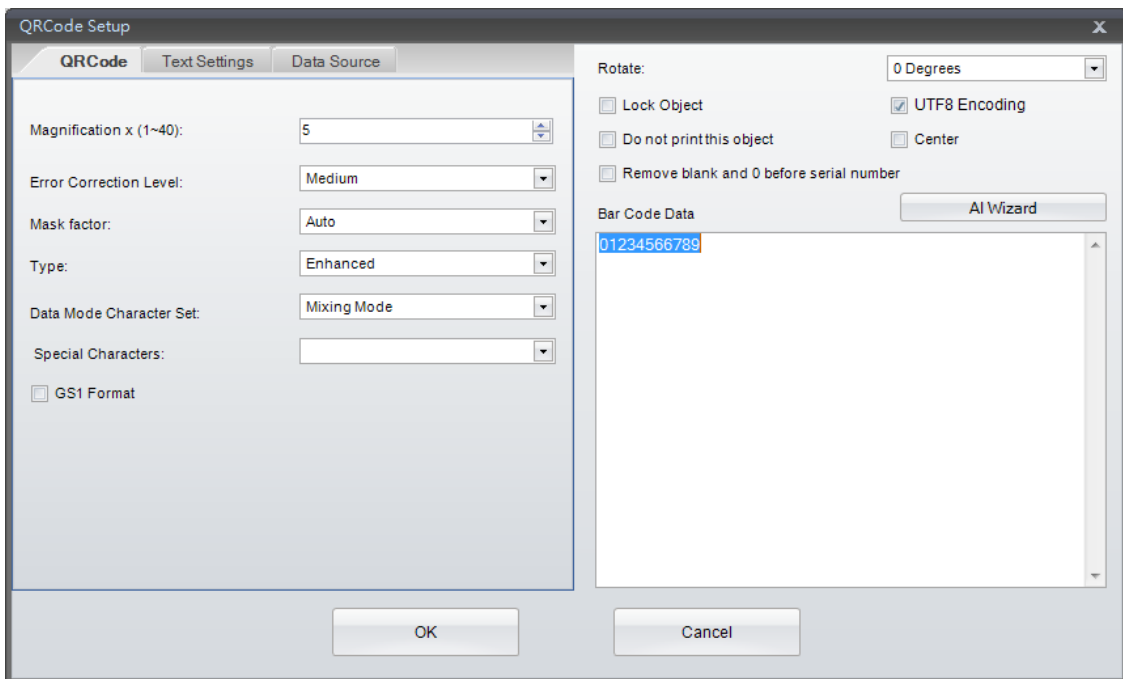 QRCode Setup x
QRCode Text Settings Data Source
Magnification x (1~40): 5
Error Correction Level: Medium
Mask factor: Auto
Type: Enhanced
Data Mode Character Set: Mixing Mode
Special Characters:
GS1 Format
Rotate: 0 Degrees
Lock Object UTF8 Encoding
Do not print this object Center
Remove blank and 0 before serial number
Bar Code Data AI Wizard
01234566789
OK Cancel